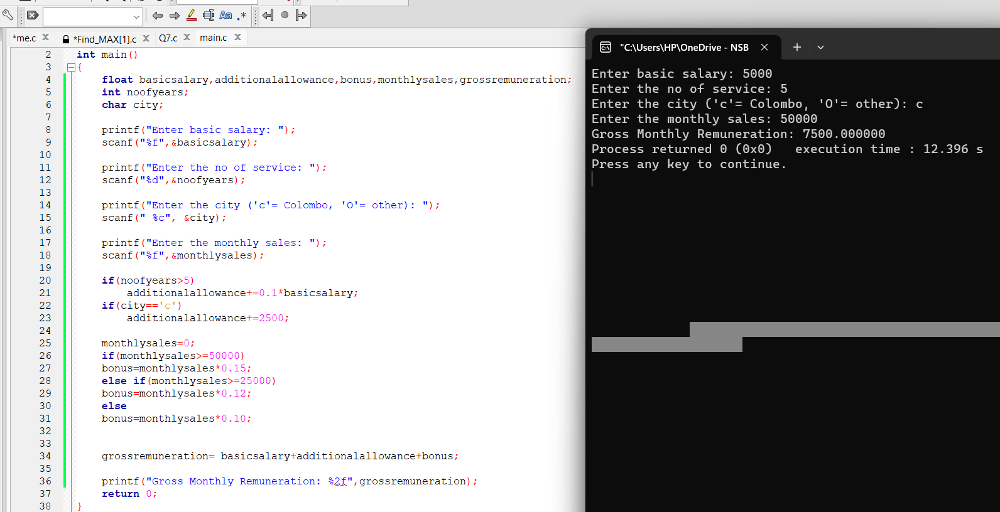 Aa .*
*me.c *Find_MAX[1].c Q7.c main.c
2 int main()
3 {
4 float basicsalary,additionalallowance,bonus,monthlysales,grossremuneration;
5 int noofyears;
6 char city;
7
8 printf("Enter basic salary: ");
9 scanf("%f",&basicsalary);
10
11 printf("Enter the no of service: ");
12 scanf("%d",&noofyears);
13
14 printf("Enter the city ('c'= Colombo, 'O'= other): ");
15 scanf(" %c", &city);
16
17 printf("Enter the monthly sales: ");
18 scanf("%f",&monthlysales);
19
20 if(noofyears>5)
21 additionalallowance+=0.1*basicsalary;
22 if(city=='c')
23 additionalallowance+=2500;
24
25 monthlysales=0;
26 if(monthlysales>=50000)
27 bonus=monthlysales*0.15;
28 else if(monthlysales>=25000)
29 bonus=monthlysales*0.12;
30 else
31 bonus=monthlysales*0.10;
32
33
34 grossremuneration= basicsalary+additionalallowance+bonus;
35
36 printf("Gross Monthly Remuneration: %2f",grossremuneration);
37 return 0;
38 }
"C:\Users\HP\OneDrive - NSB
Enter basic salary: 5000
Enter the no of service: 5
Enter the city ('c'= Colombo, 'O'= other): c
Enter the monthly sales: 50000
Gross Monthly Remuneration: 7500.000000
Process returned 0 (0x0) execution time : 12.396 s
Press any key to continue.